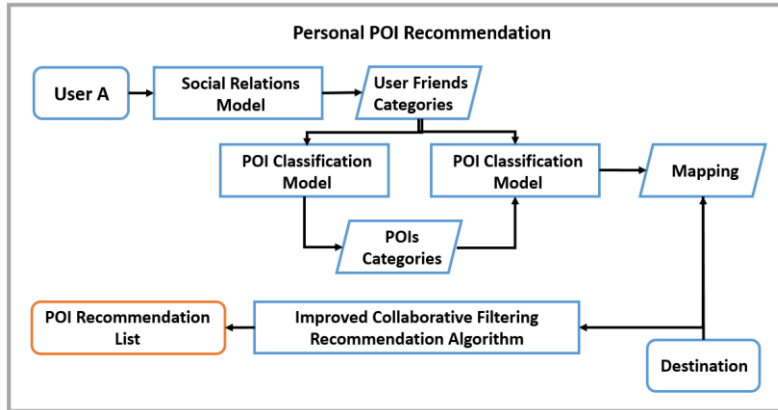 Personal POI Recommendation
User A
Social Relations
Model
User Friends
Categories
POI Classification
Model
POI Classification
Model
Mapping
POIs
Categories
POI Recommendation
List
Improved Collaborative Filtering
Recommendation Algorithm
Destination